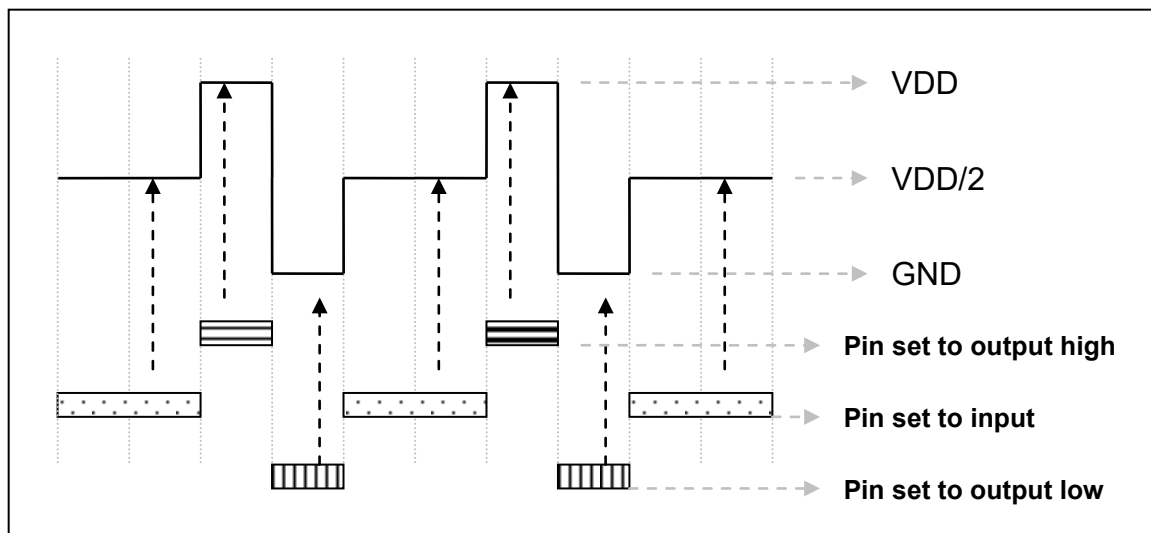 VDD
VDD/2
GND
Pin set to output high
Pin set to input
Pin set to output low